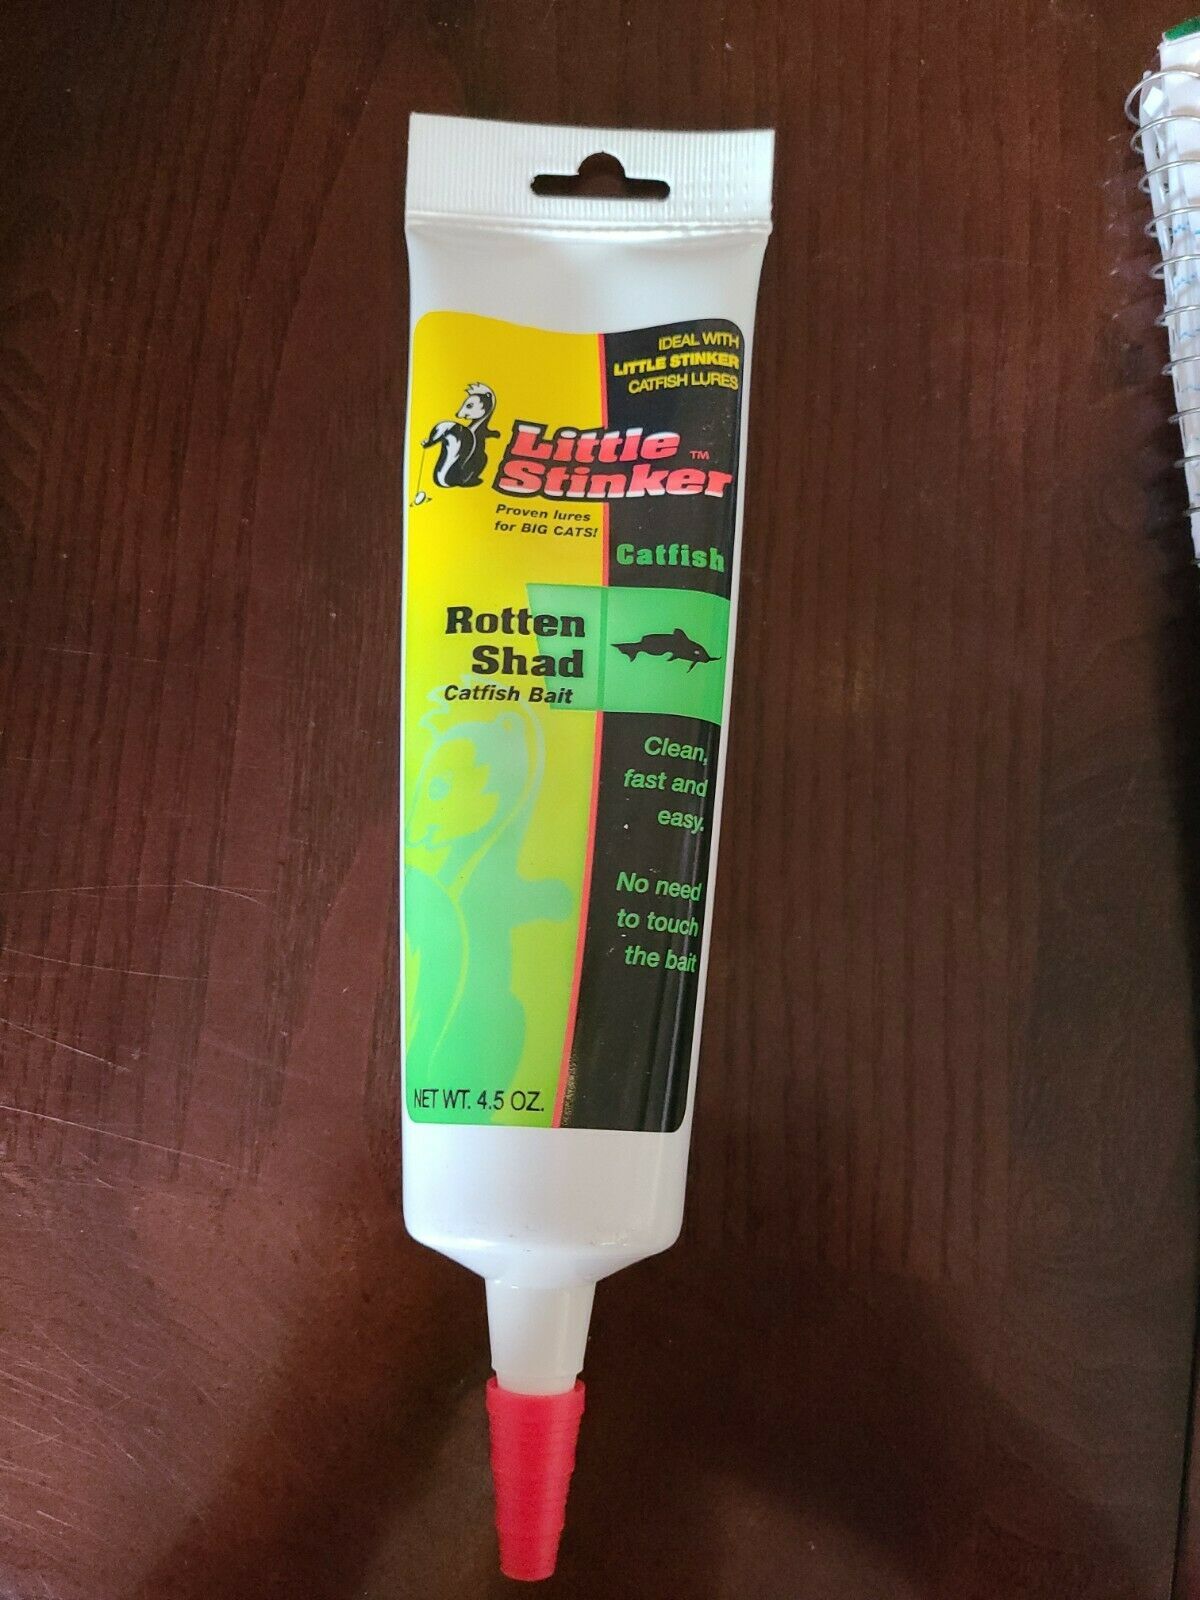 IDEAL WITH
LITTLE STINKER
CATFISH LURES
Little
Stinker™
Proven lures
for BIG CATS!
Catfish
Rotten
Shad
Catfish Bait
Clean,
fast and
easy.
No need
to touch
the bait
NET WT. 4.5 OZ.